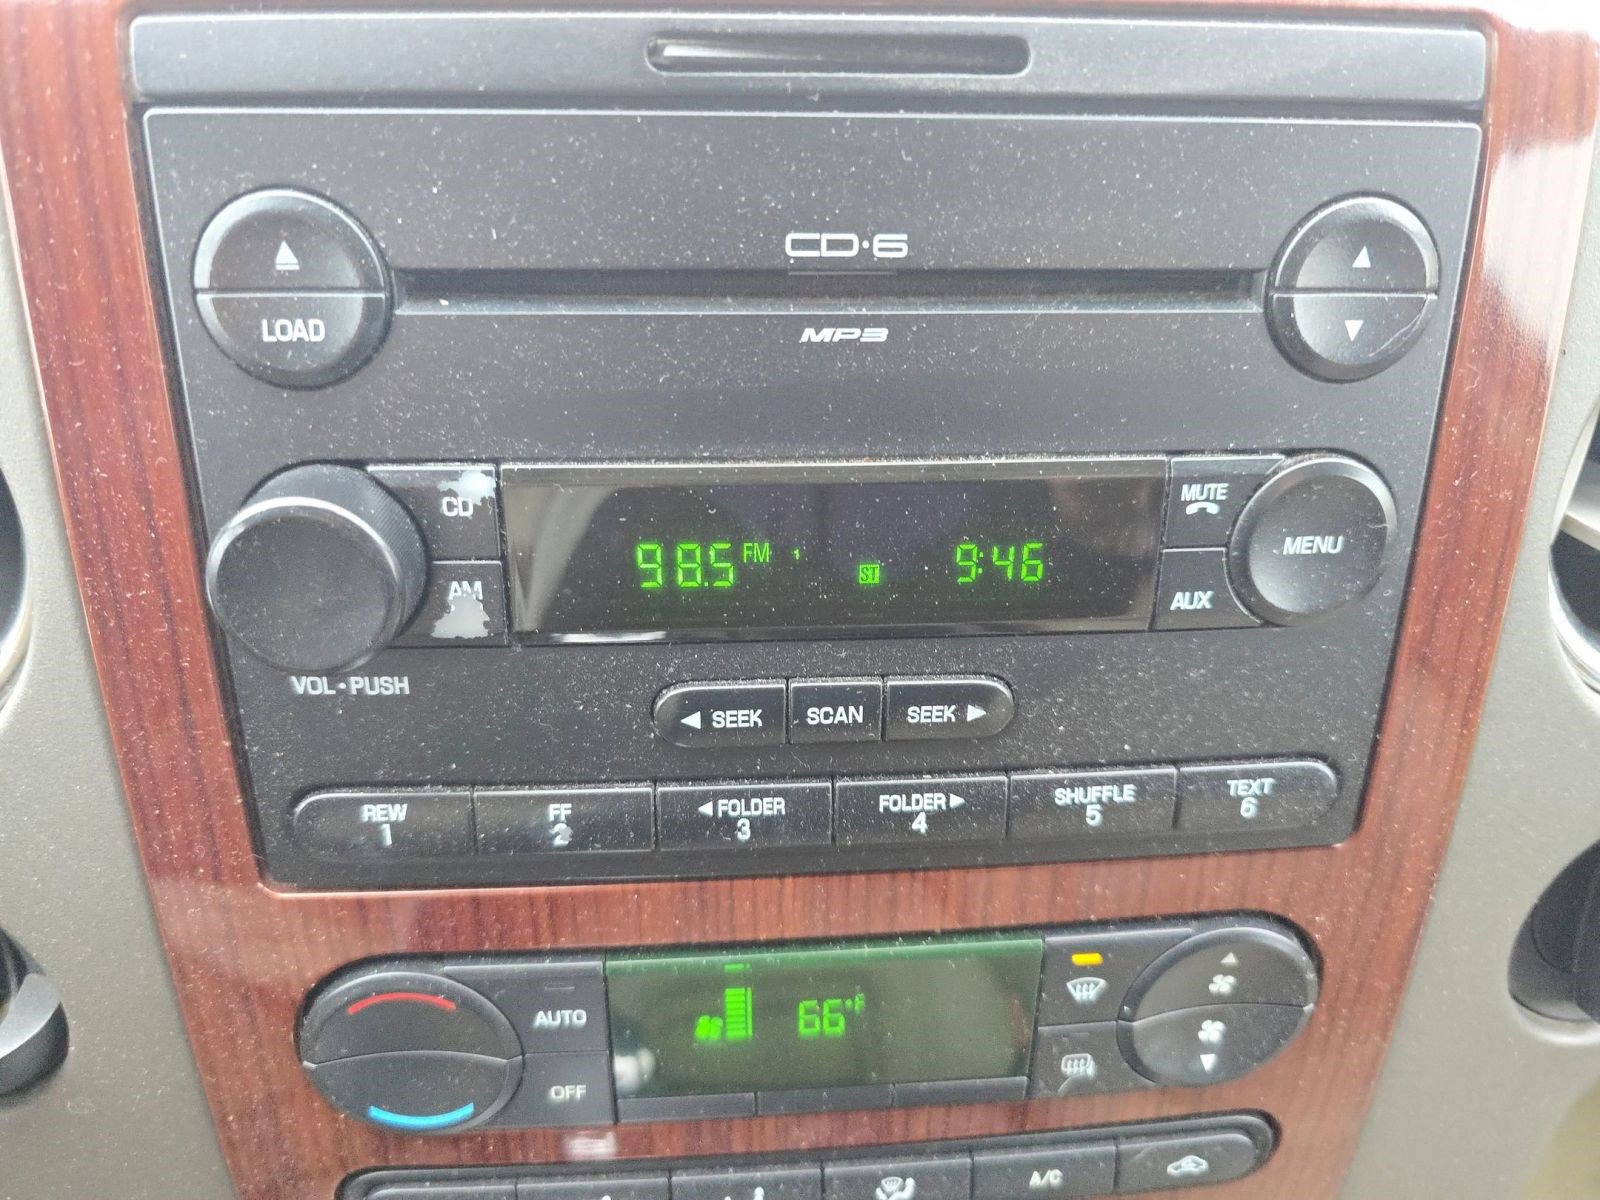 CD·6
LOAD
MP3
CD
MUTE
MENU
98.5 FM 1 ST 9:46
AM
AUX
VOL·PUSH
SEEK SCAN SEEK
REW FF FOLDER FOLDER SHUFFLE TEXT
1 2 3 4 5 6
AUTO
66°F
OFF
A/C